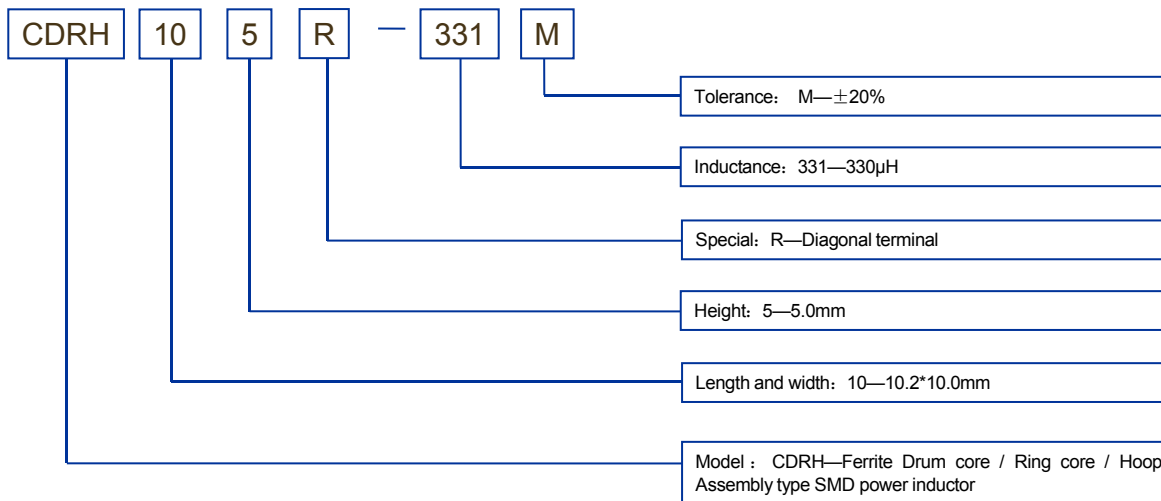 CDRH 10 5 R — 331 M
Tolerance： M—±20%
Inductance：331—330µH
Special：R—Diagonal terminal
Height：5—5.0mm
Length and width：10—10.2*10.0mm
Model： CDRH—Ferrite Drum core / Ring core / Hoop
Assembly type SMD power inductor